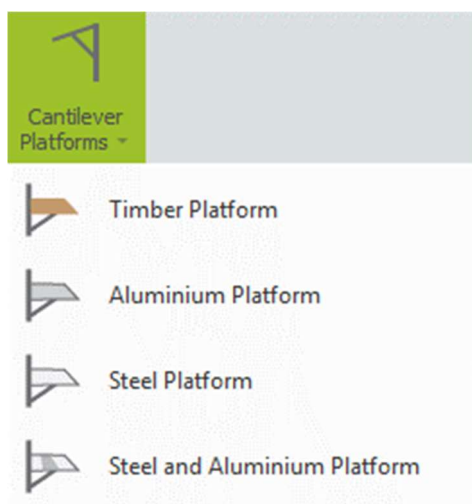 Cantilever
Platforms
Timber Platform
Aluminium Platform
Steel Platform
Steel and Aluminium Platform